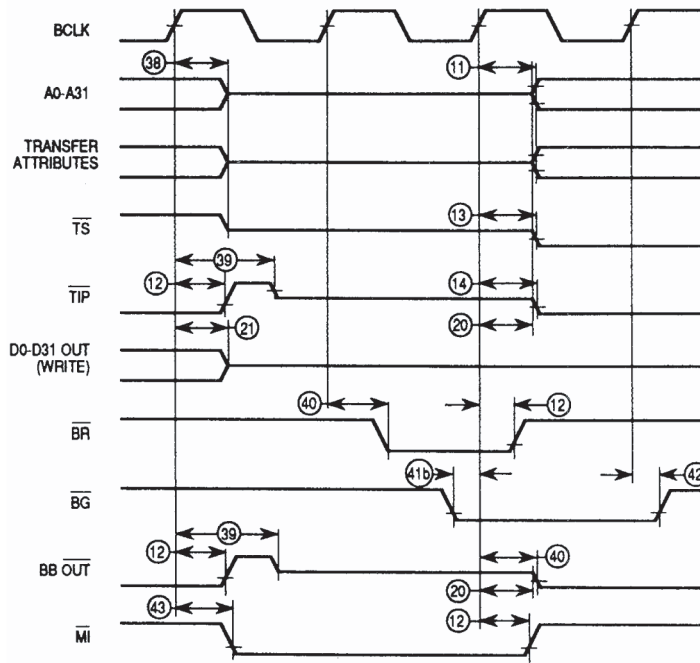 BCLK
38
11
A0-A31
TRANSFER
ATTRIBUTES
13
TS
39
12
14
TIP
21
20
D0-D31 OUT
(WRITE)
40
12
BR
41b
42
BG
39
12
40
BB OUT
20
43
12
MI